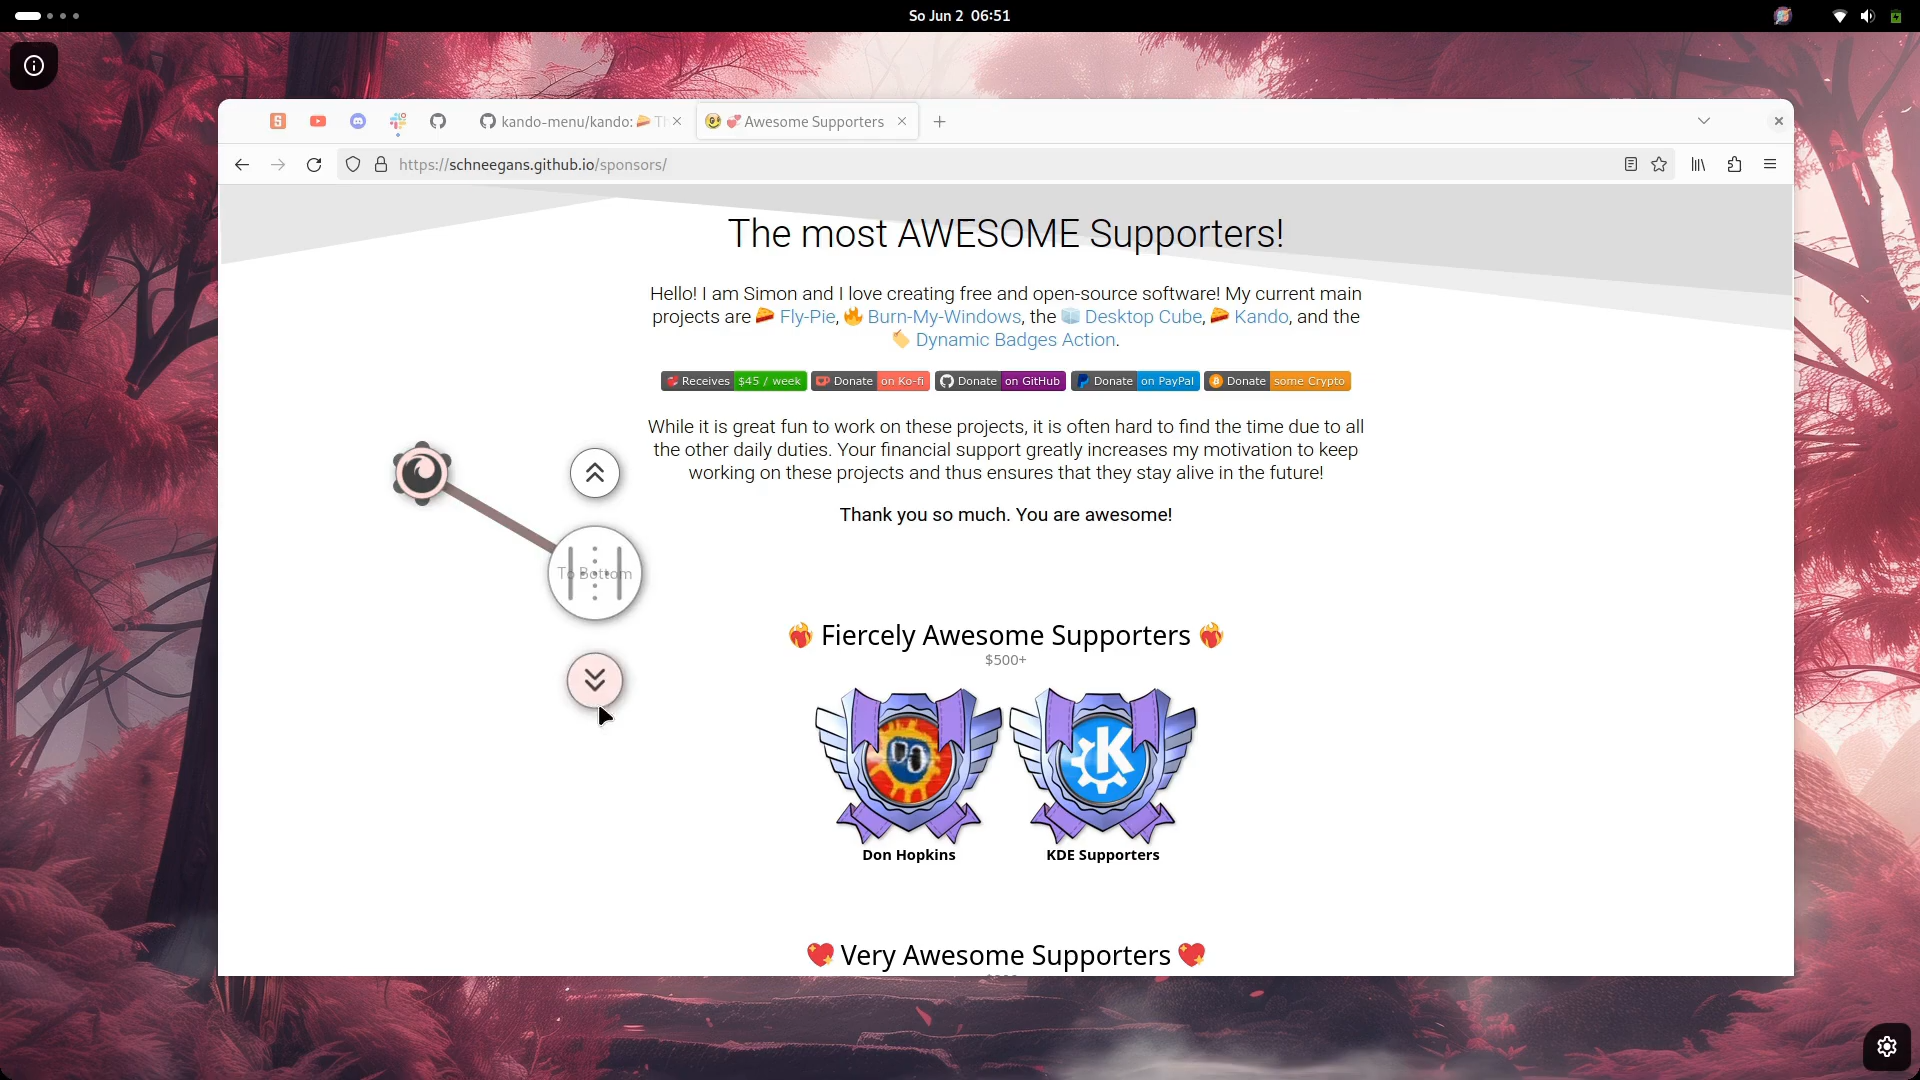 So Jun 2 06:51
kando-menu/kando: Th
Awesome Supporters
https://schneegans.github.io/sponsors/
The most AWESOME Supporters!
Hello! I am Simon and I love creating free and open-source software! My current main
projects are Fly-Pie, Burn-My-Windows, the Desktop Cube, Kando, and the
Dynamic Badges Action.
Receives $45 / week Donate on Ko-fi Donate on GitHub Donate on PayPal Donate some Crypto
While it is great fun to work on these projects, it is often hard to find the time due to all
the other daily duties. Your financial support greatly increases my motivation to keep
working on these projects and thus ensures that they stay alive in the future!
Thank you so much. You are awesome!
To Bottom
Fiercely Awesome Supporters
$500+
Don Hopkins
KDE Supporters
Very Awesome Supporters